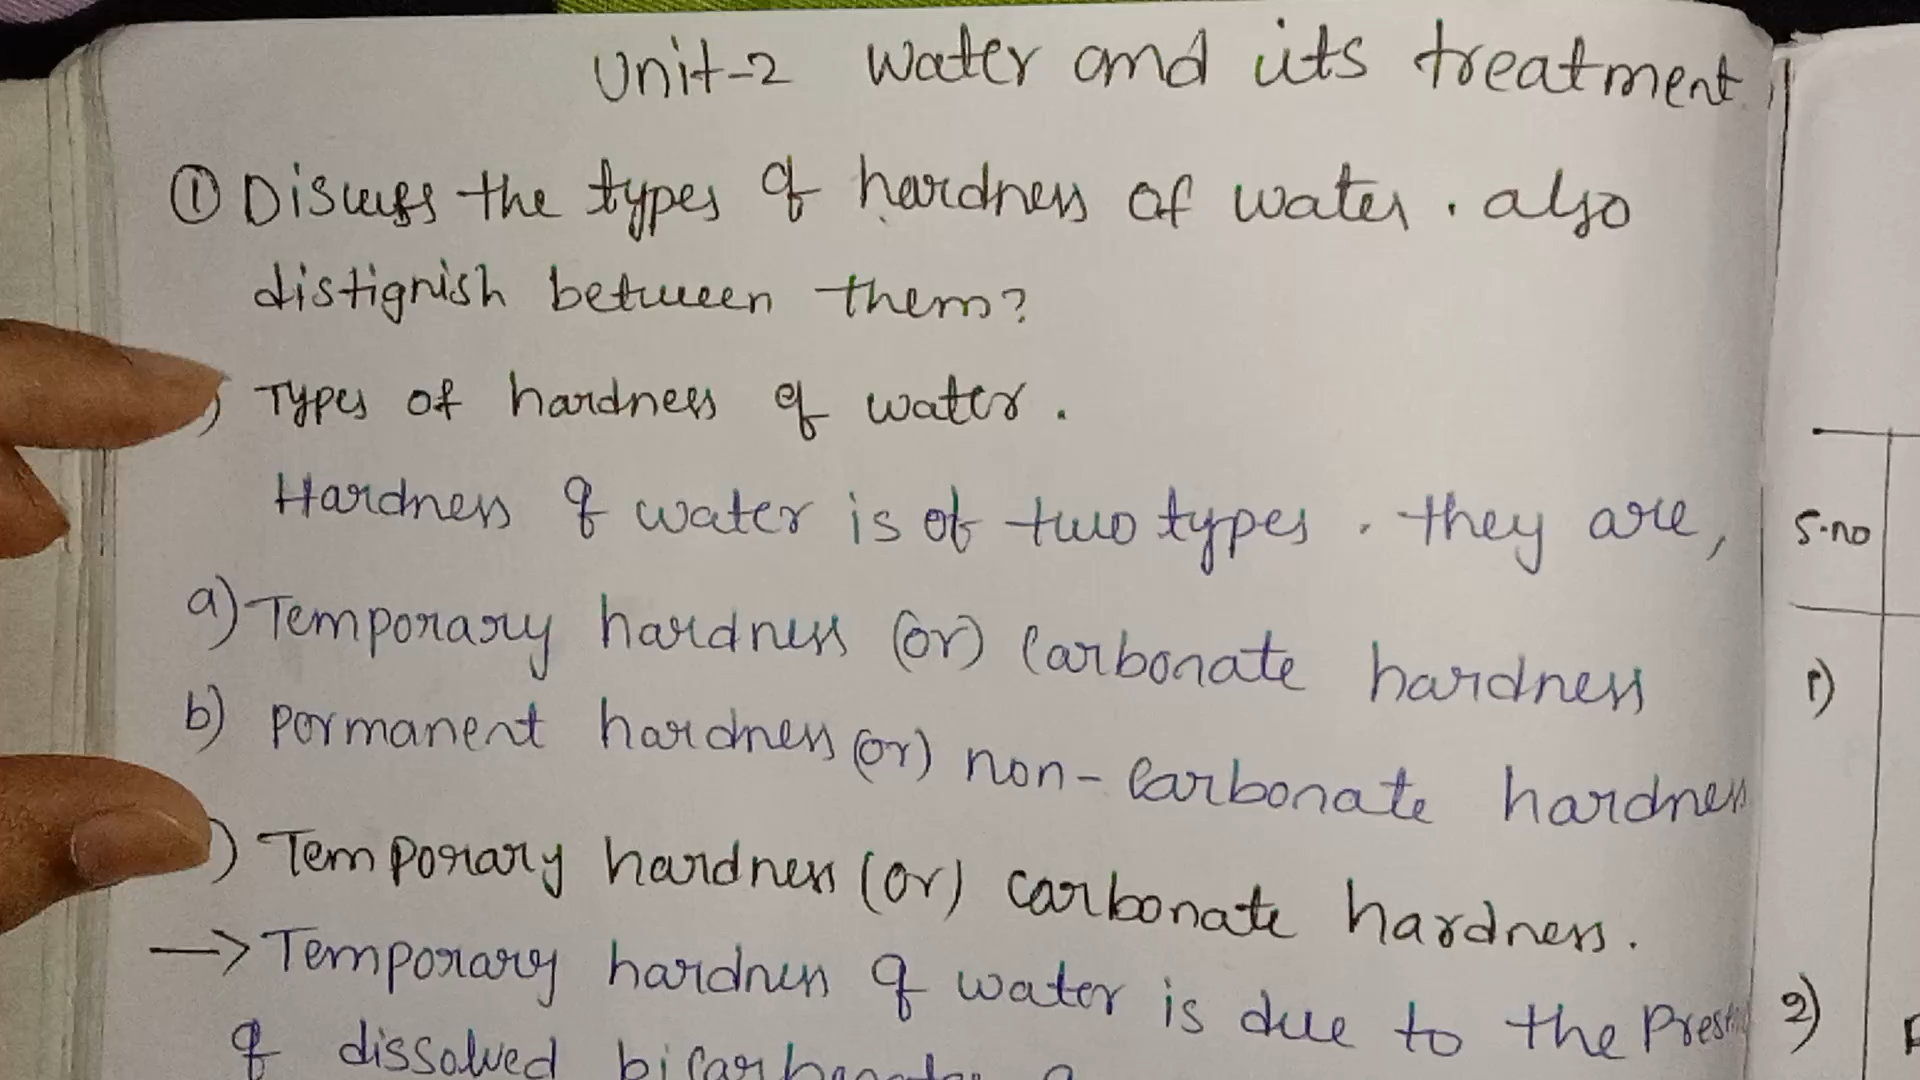 Unit-2 Water and its treatment
① Discuss the types of hardness of water. also
distignish between them?
) Types of hardness of water.
Hardness of water is of two types. they are,
a) Temporary hardness (or) Carbonate hardness
b) pormanent hardness (or) non-Carbonate hardness
) Temporary hardness (or) carbonate hardness.
→ Temporary hardness of water is due to the Pres
of dissolved
S.no
1)
2)